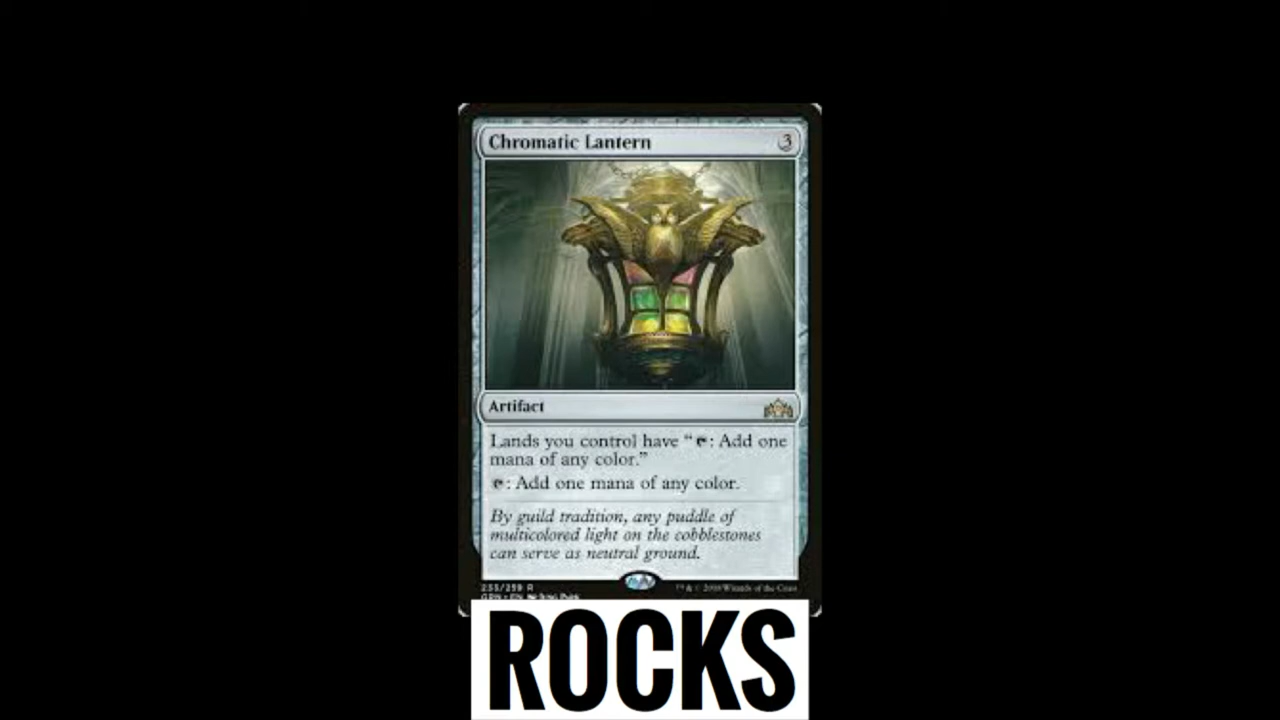 Chromatic Lantern 3
Artifact
Lands you control have “: Add one
mana of any color.”
: Add one mana of any color.
By guild tradition, any puddle of
multicolored light on the cobblestones
can serve as neutral ground.
ROCKS